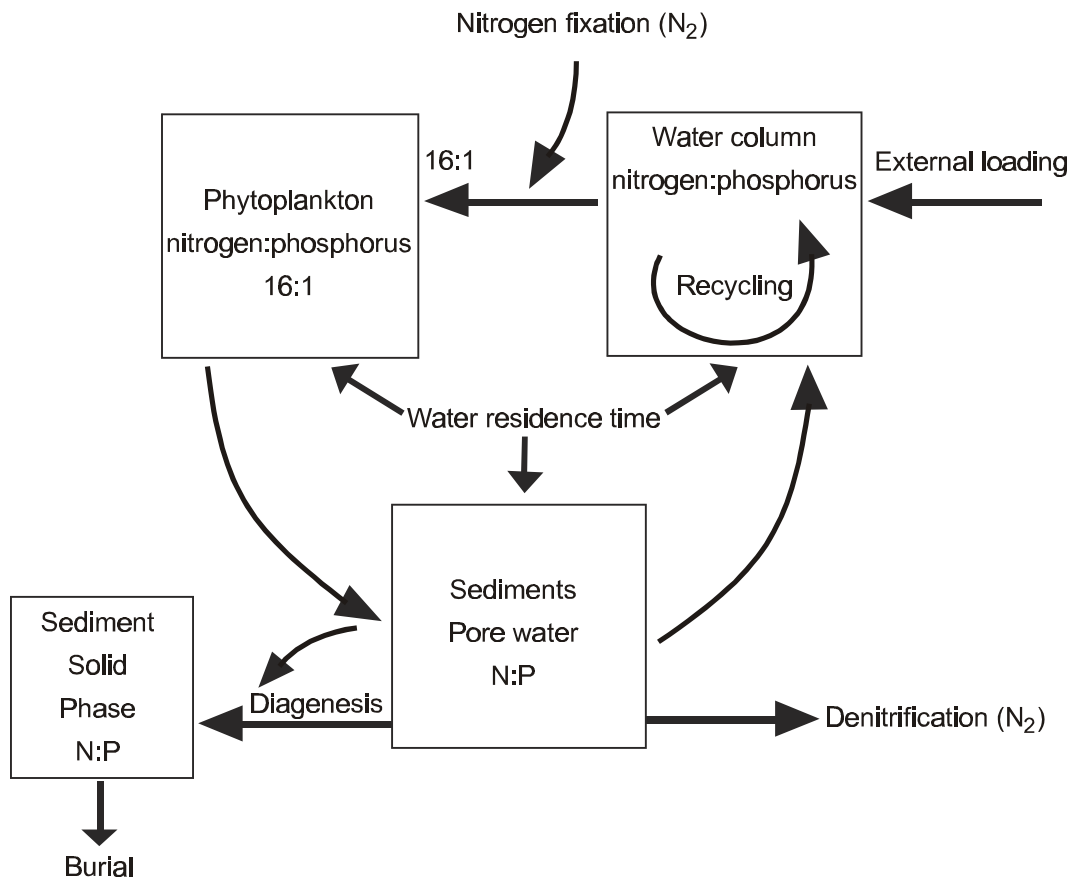 Nitrogen fixation (N₂)
Phytoplankton
nitrogen:phosphorus
16:1
16:1
Water column
nitrogen:phosphorus
Recycling
External loading
Water residence time
Sediments
Pore water
N:P
Sediment
Solid
Phase
N:P
Diagenesis
Denitrification (N₂)
Burial